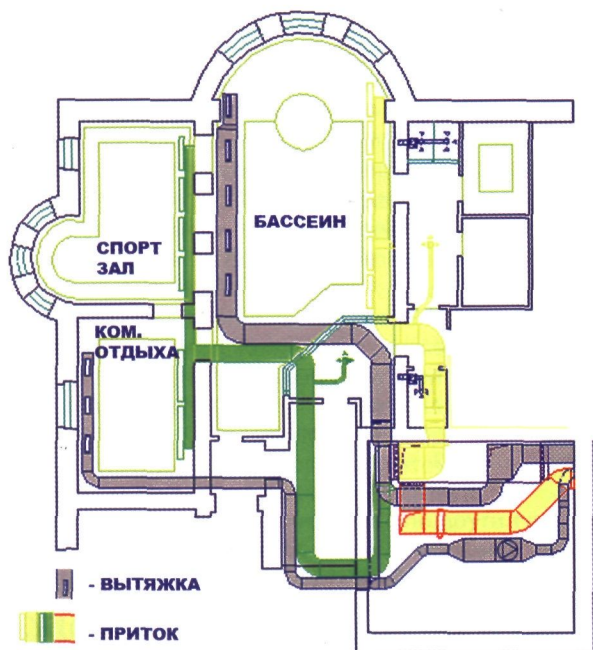 БАССЕИН
СПОРТ
ЗАЛ
КОМ.
ОТДЫХА
- ВЫТЯЖКА
- ПРИТОК